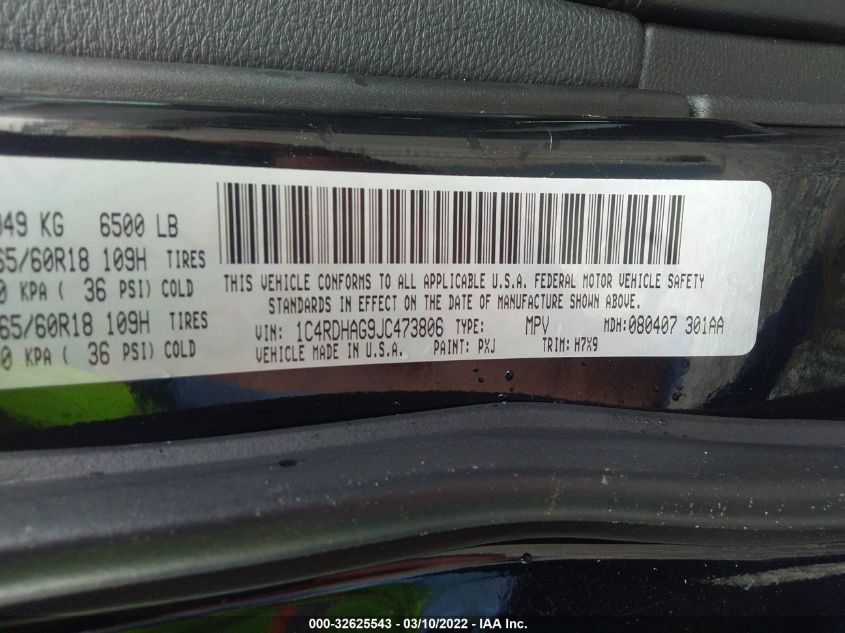 949 KG 6500 LB
65/60R18 109H TIRES
0 KPA ( 36 PSI) COLD
65/60R18 109H TIRES
0 KPA ( 36 PSI) COLD
THIS VEHICLE CONFORMS TO ALL APPLICABLE U.S.A. FEDERAL MOTOR VEHICLE SAFETY
STANDARDS IN EFFECT ON THE DATE OF MANUFACTURE SHOWN ABOVE.
VIN: 1C4RDHAG9JC473806 TYPE: MPV MDH:080407 301AA
VEHICLE MADE IN U.S.A. PAINT: PXJ TRIM: H7X9
000-32625543 - 03/10/2022 - IAA Inc.